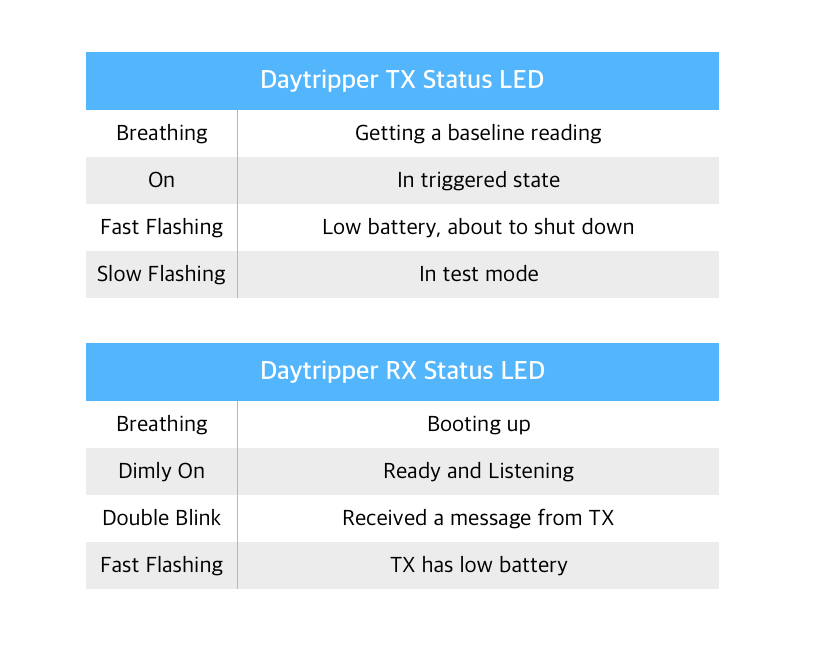 Daytripper TX Status LED
Breathing Getting a baseline reading
On In triggered state
Fast Flashing Low battery, about to shut down
Slow Flashing In test mode
Daytripper RX Status LED
Breathing Booting up
Dimly On Ready and Listening
Double Blink Received a message from TX
Fast Flashing TX has low battery